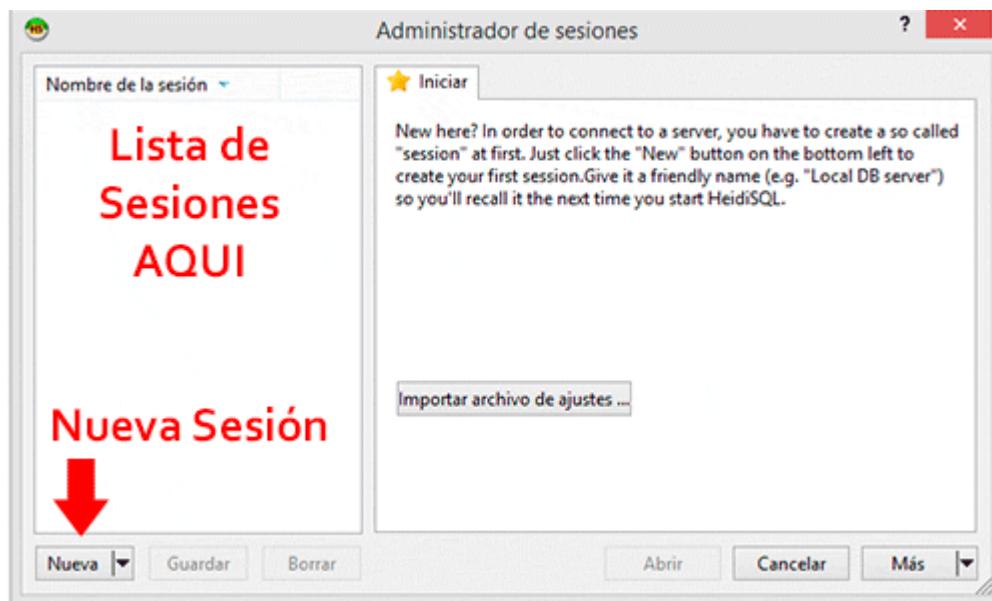 HS
Administrador de sesiones
?
Nombre de la sesión
Lista de
Sesiones
AQUI
Nueva Sesión
Iniciar
New here? In order to connect to a server, you have to create a so called
"session" at first. Just click the "New" button on the bottom left to
create your first session.Give it a friendly name (e.g. "Local DB server")
so you'll recall it the next time you start HeidiSQL.
Importar archivo de ajustes ...
Nueva
Guardar
Borrar
Abrir
Cancelar
Más